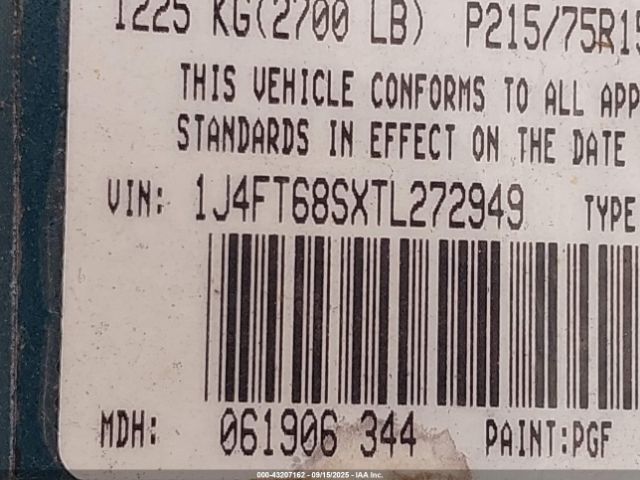 1225 KG(2700 LB) P215/75R15
THIS VEHICLE CONFORMS TO ALL APP
STANDARDS IN EFFECT ON THE DATE
VIN: 1J4FT68SXTL272949 TYPE
MDH: 061906 344 PAINT:PGF
000-43207162 - 09/15/2025 - IAA Inc.